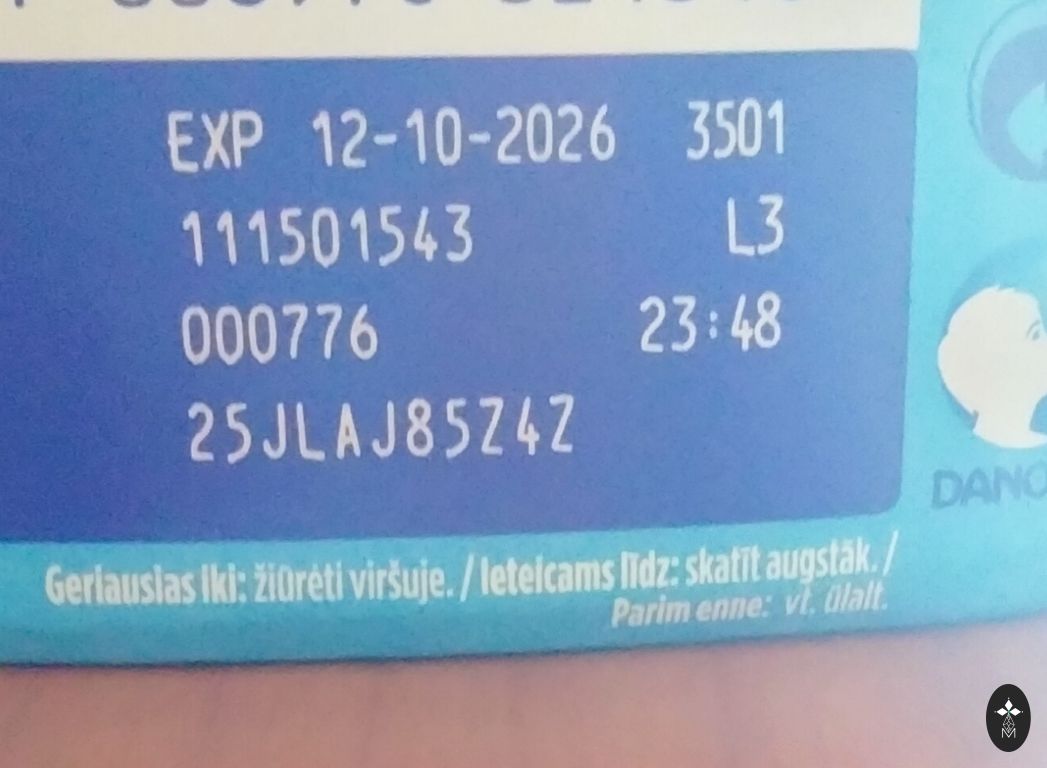 EXP 12-10-2026 3501
111501543 L3
000776 23:48
25JLAJ85Z4Z
Geriausias iki: žiūrėti viršuje. / Ieteicams līdz: skatīt augstāk. /
Parim enne: vt. ülalt.